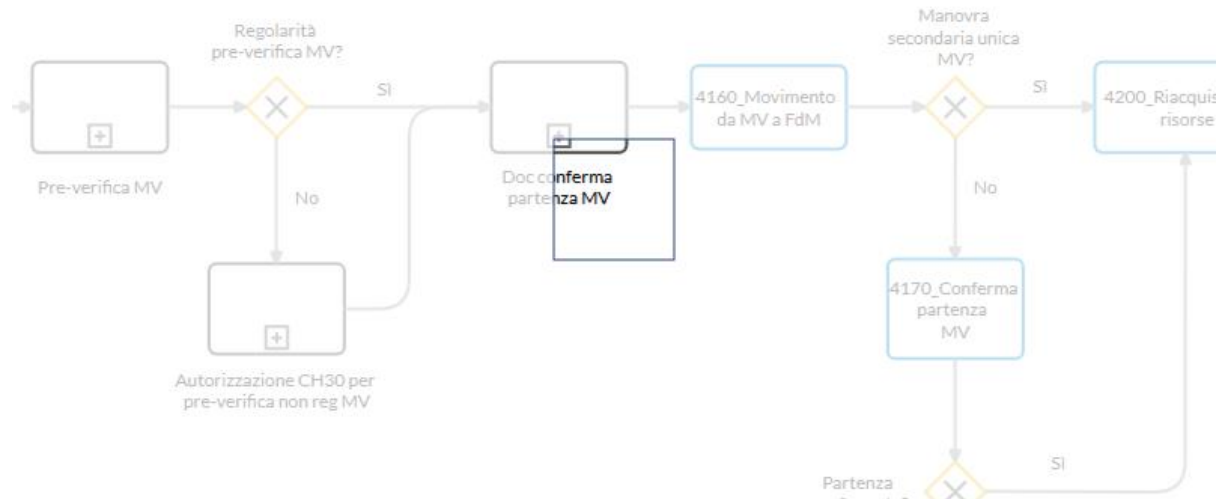 Regolarità
pre-verifica MV?
Sì
No
Pre-verifica MV
Autorizzazione CH30 per
pre-verifica non reg MV
Doc conferma
partenza MV
4160_Movimento
da MV a FdM
Manovra
secondaria unica
MV?
Sì
No
4200_Riacquis
risorse
4170_Conferma
partenza
MV
Sì
Partenza